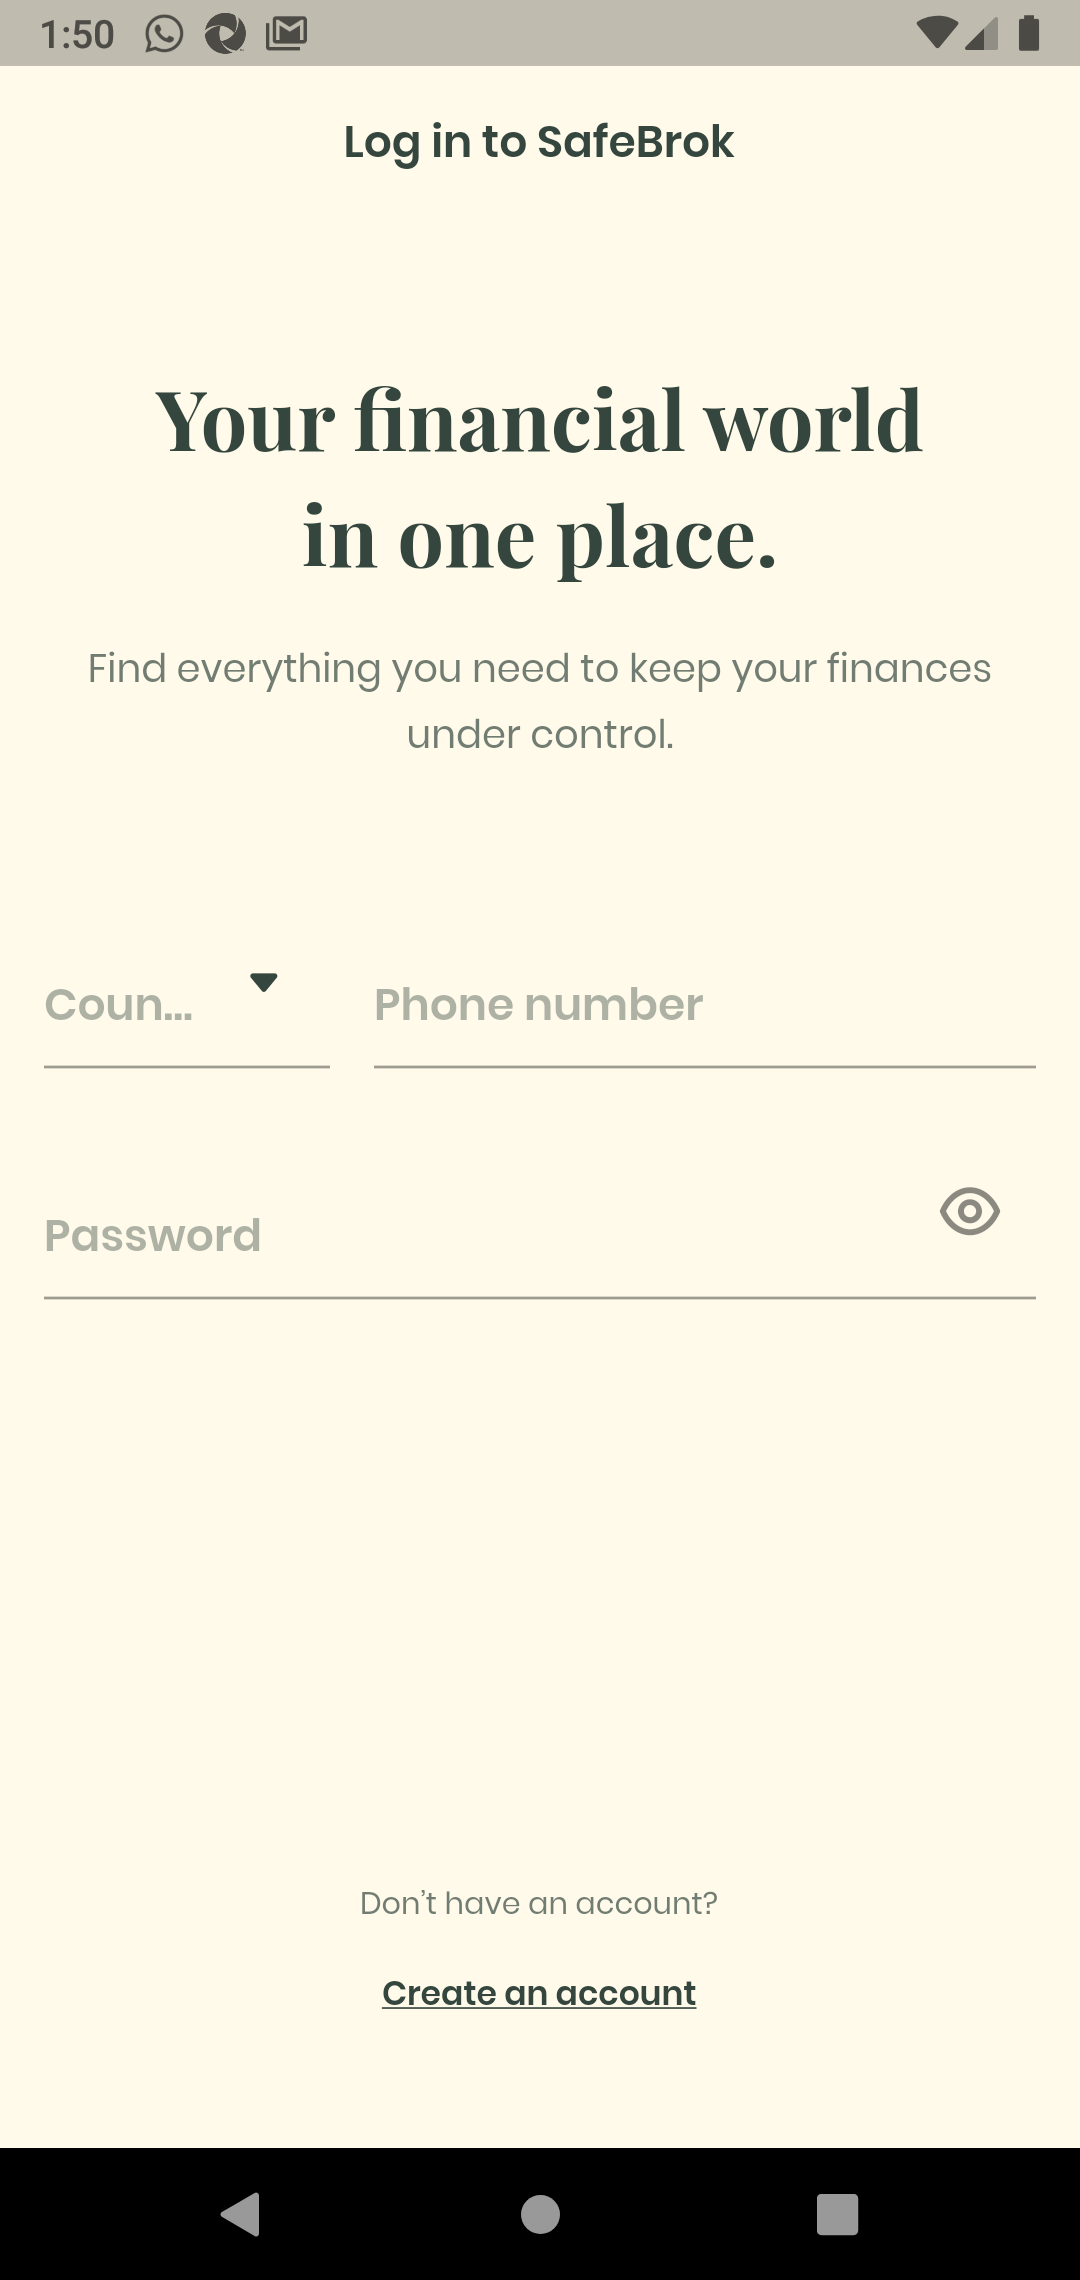 1:50
Log in to SafeBrok
Your financial world
in one place.
Find everything you need to keep your finances
under control.
Coun...
Phone number
Password
Don't have an account?
Create an account